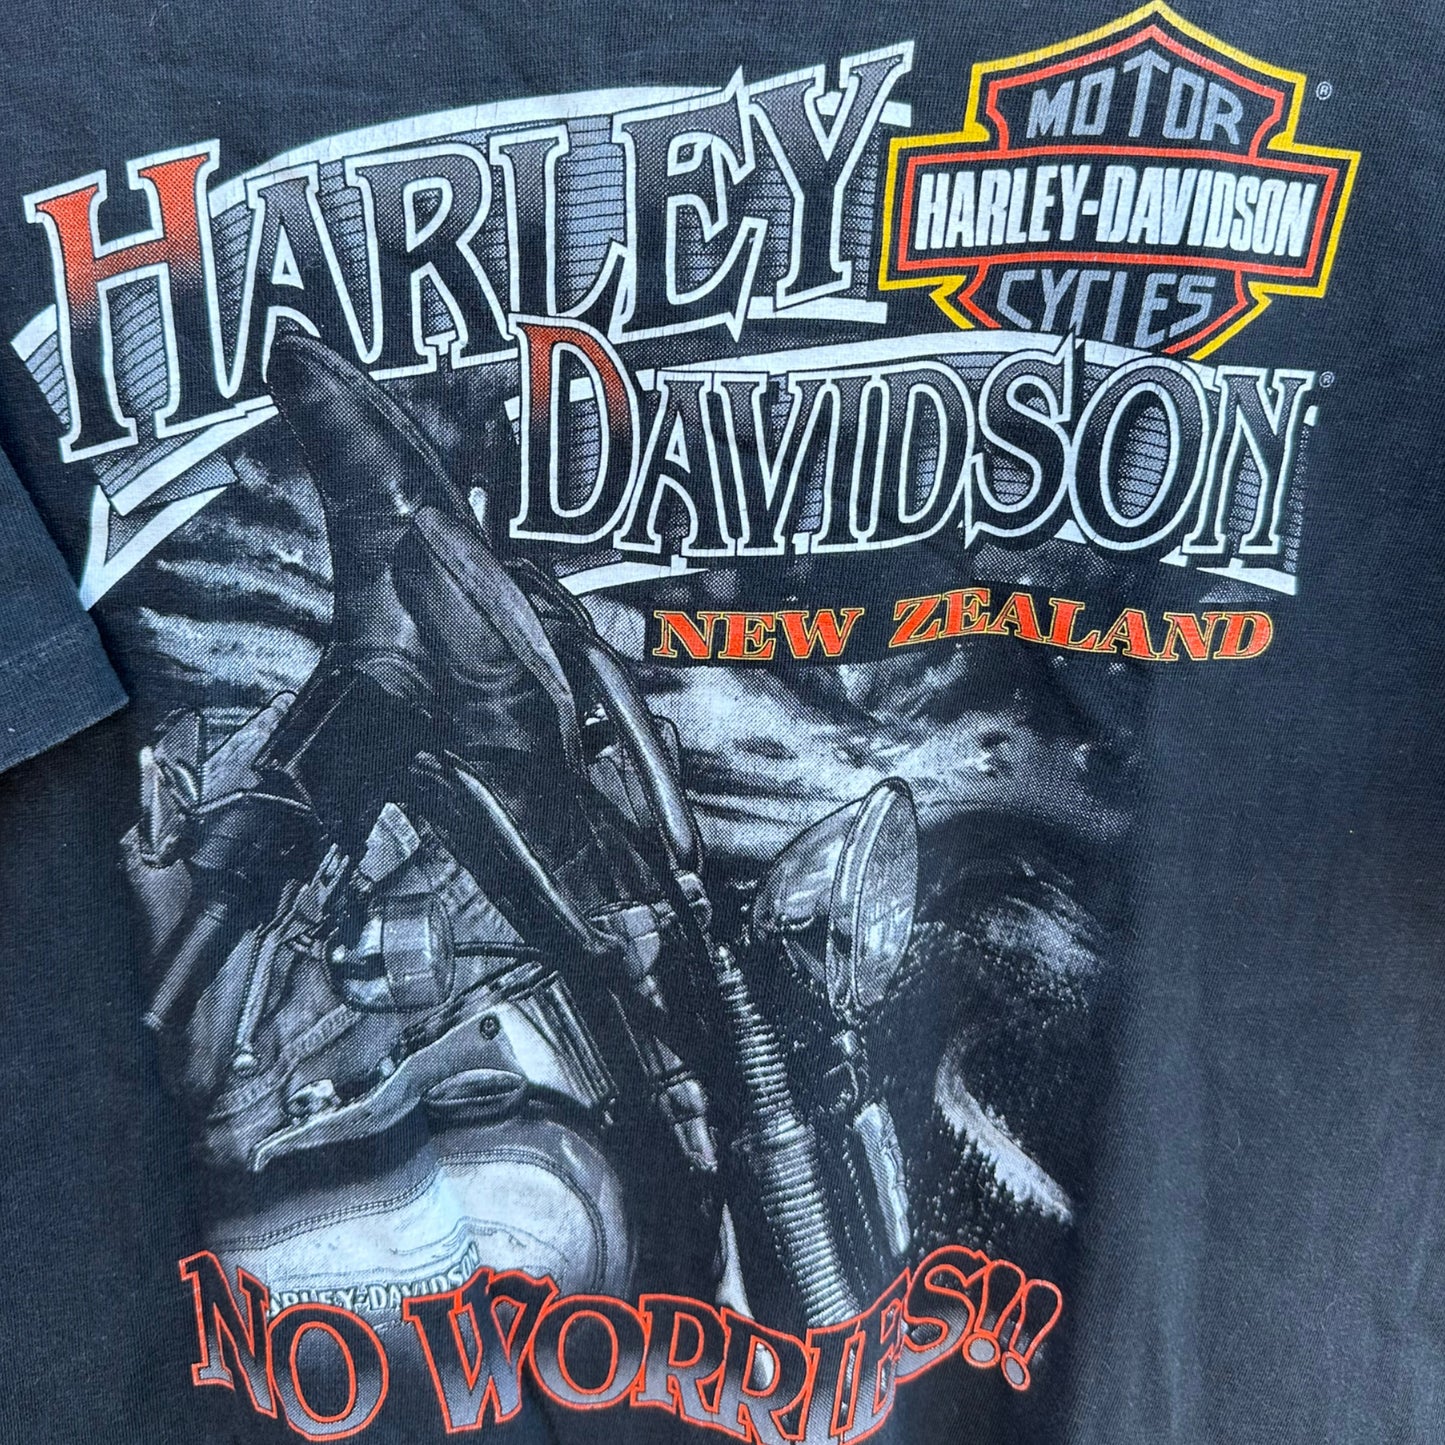 MOTOR
HARLEY-DAVIDSON
CYCLES
®
HARLEY
DAVIDSON
®
NEW ZEALAND
HARLEY-DAVIDSON
NO WORRIES!!